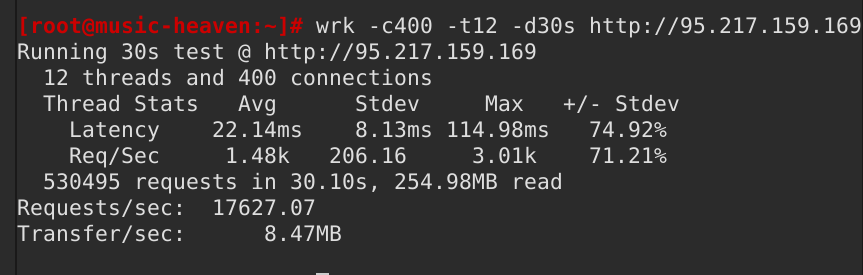 [root@music-heaven:~]# wrk -c400 -t12 -d30s http://95.217.159.169
Running 30s test @ http://95.217.159.169
  12 threads and 400 connections
  Thread Stats   Avg      Stdev     Max   +/- Stdev
    Latency    22.14ms    8.13ms 114.98ms   74.92%
    Req/Sec     1.48k   206.16     3.01k    71.21%
  530495 requests in 30.10s, 254.98MB read
Requests/sec:  17627.07
Transfer/sec:      8.47MB